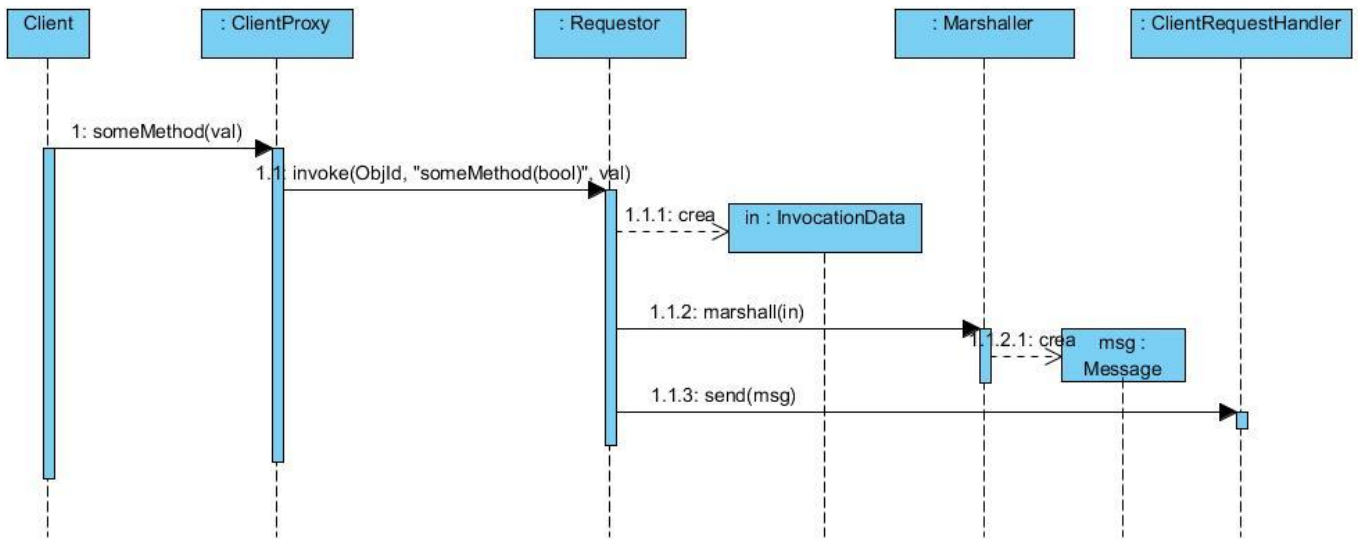 Client
: ClientProxy
: Requestor
: Marshaller
: ClientRequestHandler
1: someMethod(val)
1.1: invoke(ObjId, "someMethod(bool)", val)
1.1.1: crea
in : InvocationData
1.1.2: marshall(in)
1.1.2.1: crea
msg :
Message
1.1.3: send(msg)